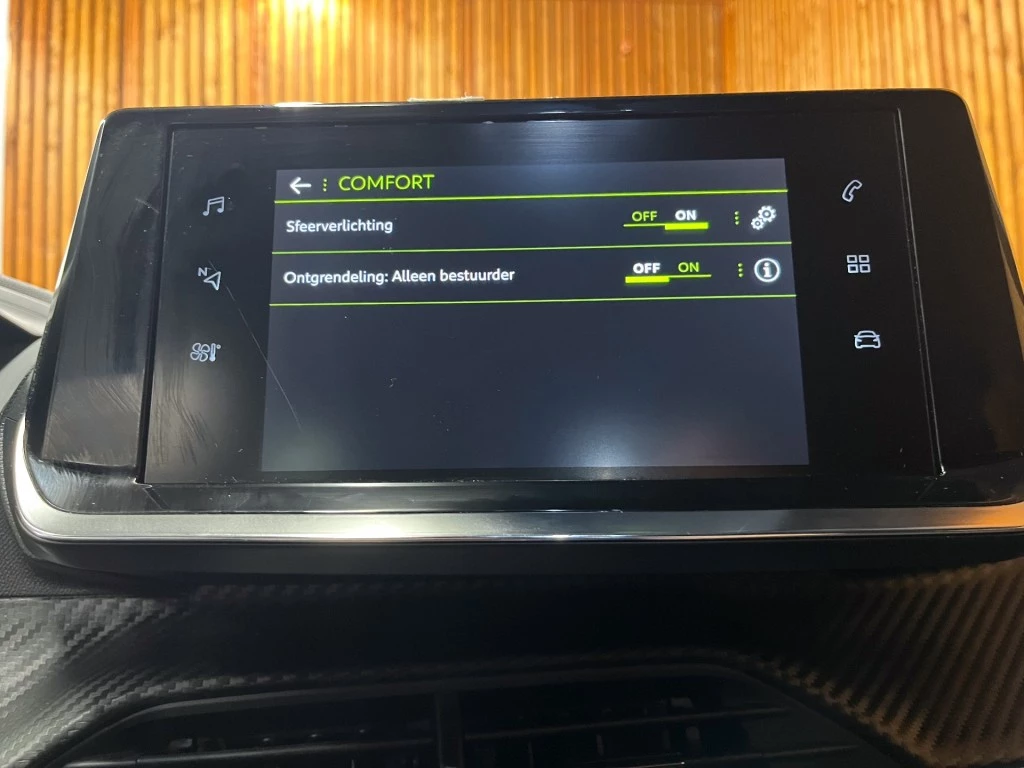 COMFORT
Sfeerverlichting OFF ON
Ontgrendeling: Alleen bestuurder OFF ON
N